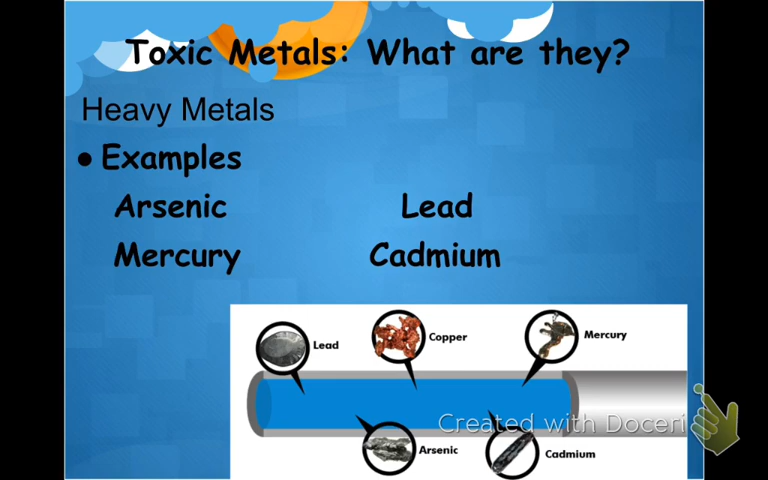 Toxic Metals: What are they?
Heavy Metals
● Examples
Arsenic Lead
Mercury Cadmium
Lead Copper Mercury
Created with Doceri
Arsenic Cadmium